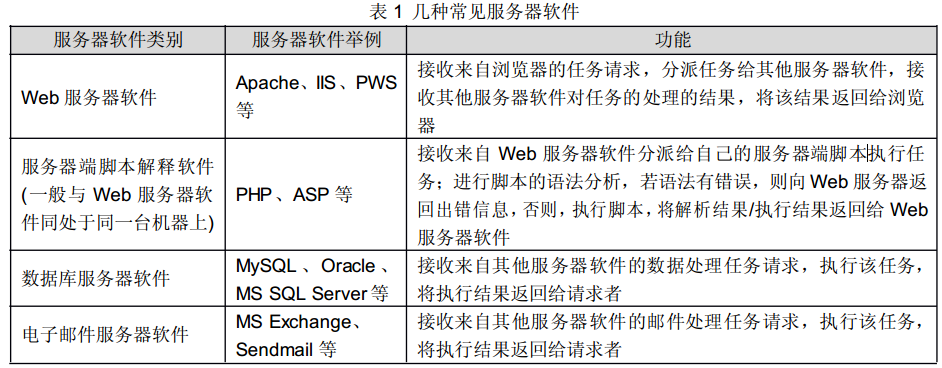 表 1 几种常见服务器软件
服务器软件类别
服务器软件举例
功能
Web 服务器软件
Apache、IIS、PWS
等
接收来自浏览器的任务请求，分派任务给其他服务器软件，接
收其他服务器软件对任务的处理的结果，将该结果返回给浏览
器
服务器端脚本解释软件
(一般与 Web 服务器软
件同处于同一台机器上)
PHP、ASP 等
接收来自 Web 服务器软件分派给自己的服务器端脚本执行任
务；进行脚本的语法分析，若语法有错误，则向 Web 服务器返
回出错信息，否则，执行脚本，将解析结果/执行结果返回给 Web
服务器软件
数据库服务器软件
MySQL 、Oracle 、
MS SQL Server 等
接收来自其他服务器软件的数据处理任务请求，执行该任务，
将执行结果返回给请求者
电子邮件服务器软件
MS Exchange、
Sendmail 等
接收来自其他服务器软件的邮件处理任务请求，执行该任务，
将执行结果返回给请求者